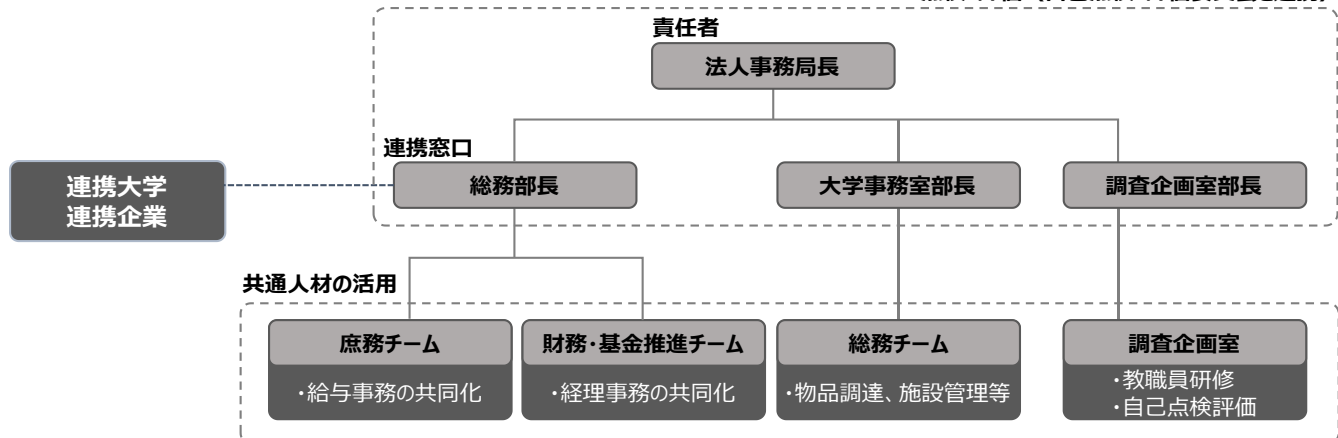 責任者
法人事務局長
連携窓口
連携大学
連携企業
総務部長
大学事務室部長
調査企画室部長
共通人材の活用
庶務チーム
・給与事務の共同化
財務・基金推進チーム
・経理事務の共同化
総務チーム
・物品調達、施設管理等
調査企画室
・教職員研修
・自己点検評価